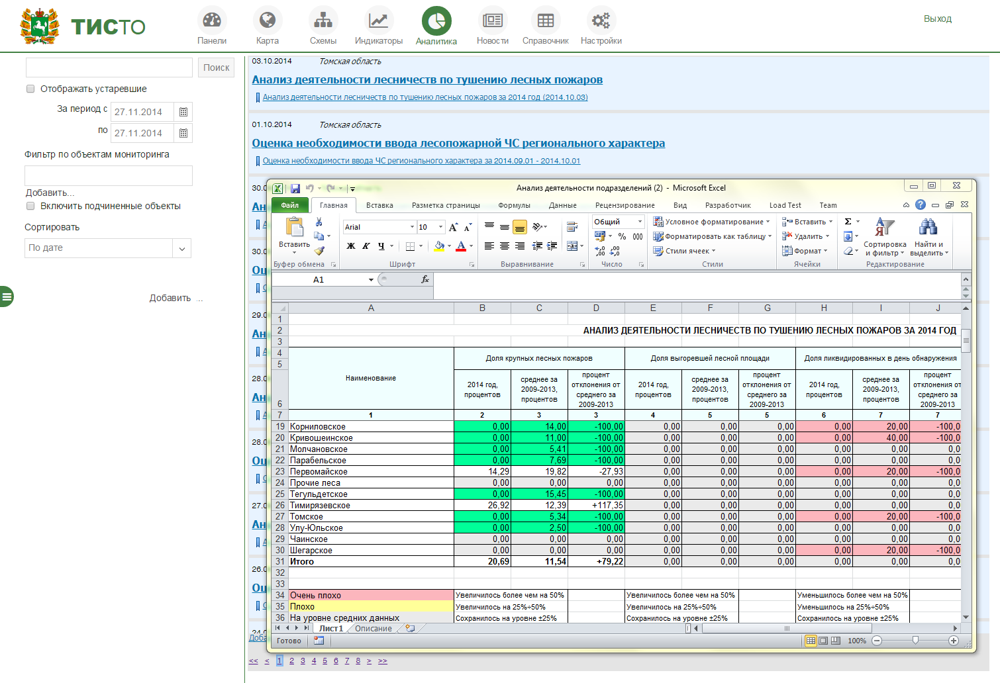 ТИСТО
Панели
Карта
Схемы
Индикаторы
Аналитика
Новости
Справочник
Настройки
Выход
Поиск
Отображать устаревшие
За период с 27.11.2014
по 27.11.2014
Фильтр по объектам мониторинга
Добавить...
Включить подчиненные объекты
Сортировать
По дате
Добавить ...
03.10.2014 Томская область
Анализ деятельности лесничеств по тушению лесных пожаров
Анализ деятельности лесничеств по тушению лесных пожаров за 2014 год (2014.10.03)
01.10.2014 Томская область
Оценка необходимости ввода лесопожарной ЧС регионального характера
Оценка необходимости ввода ЧС регионального характера за 2014.09.01 - 2014.10.01
30.0
Ан
А
30.0
Оц
О
29.0
Ан
А
28.0
Ан
А
28.0
Оц
О
27.0
Ан
А
26.0
Оц
О
24.0
Доба
<< < 1 2 3 4 5 6 7 8 > >>
Анализ деятельности подразделений (2) - Microsoft Excel
Файл Главная Вставка Разметка страницы Формулы Данные Рецензирование Вид Разработчик Load Test Team
Вставить
Буфер обмена
Arial 10
Ж К Ч
Шрифт
Выравнивание
Общий
% 000
Число
Условное форматирование
Форматировать как таблицу
Стили ячеек
Стили
Вставить
Удалить
Формат
Ячейки
Σ
Сортировка и фильтр
Найти и выделить
Редактирование
A1 fx
A B C D E F G H I J
1
2 АНАЛИЗ ДЕЯТЕЛЬНОСТИ ЛЕСНИЧЕСТВ ПО ТУШЕНИЮ ЛЕСНЫХ ПОЖАРОВ ЗА 2014 ГОД
3
4 Наименование Доля крупных лесных пожаров Доля выгоревшей лесной площади Доля ликвидированных в день обнаружения
5
6 2014 год, процентов среднее за 2009-2013, процентов процент отклонения от среднего за 2009-2013 2014 год, процентов среднее за 2009-2013, процентов процент отклонения от среднего за 2009-2013 2014 год, процентов среднее за 2009-2013, процентов процент отклонения от среднего за 2009-2013
7 1 2 3 3 4 5 5 6 7 7
19 Корниловское 0,00 14,00 -100,00 0,00 0,00 0,00 0,00 20,00 -100,0
20 Кривошеинское 0,00 11,00 -100,00 0,00 0,00 0,00 0,00 40,00 -100,0
21 Молчановское 0,00 5,41 -100,00 0,00 0,00 0,00 0,00 0,00 0,0
22 Парабельское 0,00 7,69 -100,00 0,00 0,00 0,00 0,00 0,00 0,0
23 Первомайское 14,29 19,82 -27,93 0,00 0,00 0,00 0,00 20,00 -100,0
24 Прочие леса 0,00 0,00 0,00 0,00 0,00 0,00 0,00 0,00 0,0
25 Тегульдетское 0,00 15,45 -100,00 0,00 0,00 0,00 0,00 0,00 0,0
26 Тимирязевское 26,92 12,39 +117,35 0,00 0,00 0,00 0,00 0,00 0,0
27 Томское 0,00 5,34 -100,00 0,00 0,00 0,00 0,00 20,00 -100,0
28 Улу-Юльское 0,00 2,50 -100,00 0,00 0,00 0,00 0,00 0,00 0,0
29 Чаинское 0,00 0,00 0,00 0,00 0,00 0,00 0,00 0,00 0,0
30 Шегарское 0,00 0,00 0,00 0,00 0,00 0,00 0,00 20,00 -100,0
31 Итого 20,69 11,54 +79,22 0,00 0,00 0,00 0,00 0,00 0,0
32
33
34 Очень плохо Увеличилось более чем на 50% Увеличилось более чем на 50% Уменьшилось более чем на 50%
35 Плохо Увеличилось на 25%÷50% Увеличилось на 25%÷50% Уменьшилось на 25%÷50%
36 На уровне средних данных Сохранилось на уровне ±25% Сохранилось на уровне ±25% Сохранилось на уровне ±25%
Лист1 Описание
Готово 100%